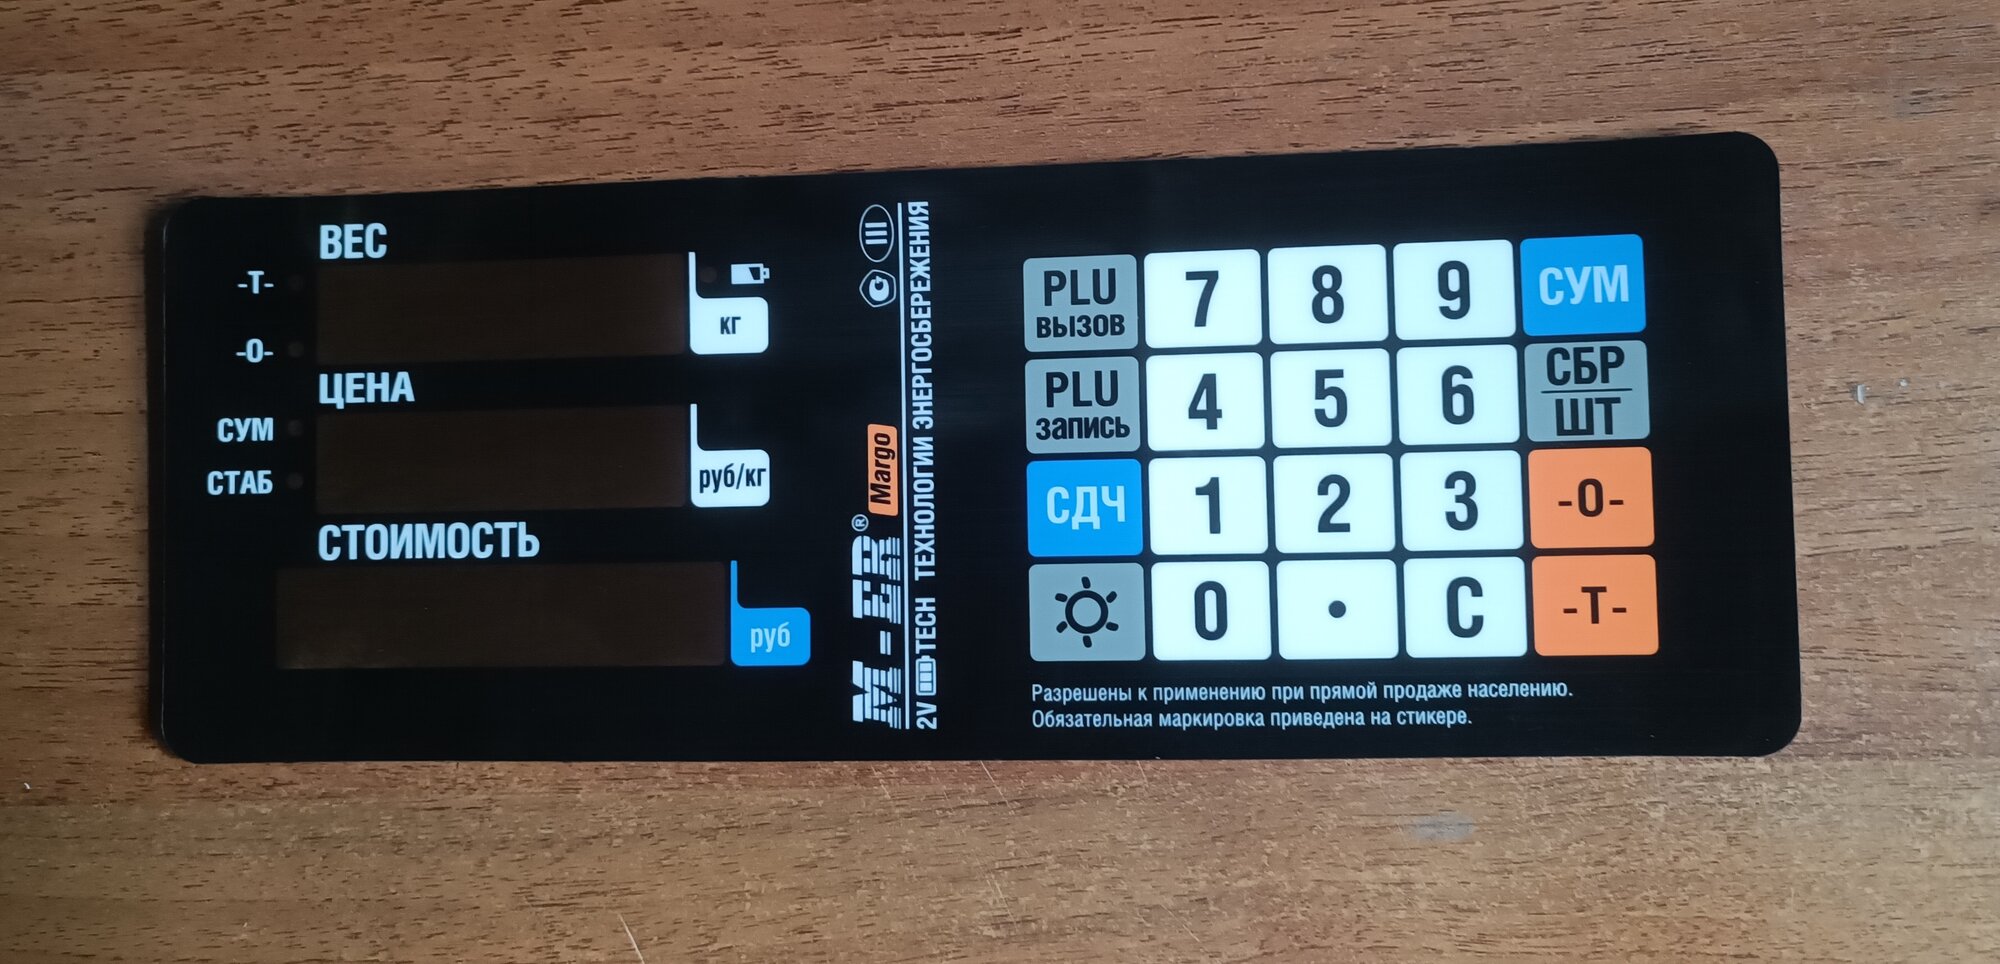 ВЕС
-T-
-0-
кг
ЦЕНА
СУМ
СТАБ
руб/кг
СТОИМОСТЬ
руб
M-ER® Margo
2V TECH ТЕХНОЛОГИИ ЭНЕРГОСБЕРЕЖЕНИЯ
III
PLU
ВЫЗОВ
7
8
9
СУМ
PLU
ЗАПИСЬ
4
5
6
СБР
ШТ
СДЧ
1
2
3
-0-
0
.
C
-T-
Разрешены к применению при прямой продаже населению.
Обязательная маркировка приведена на стикере.